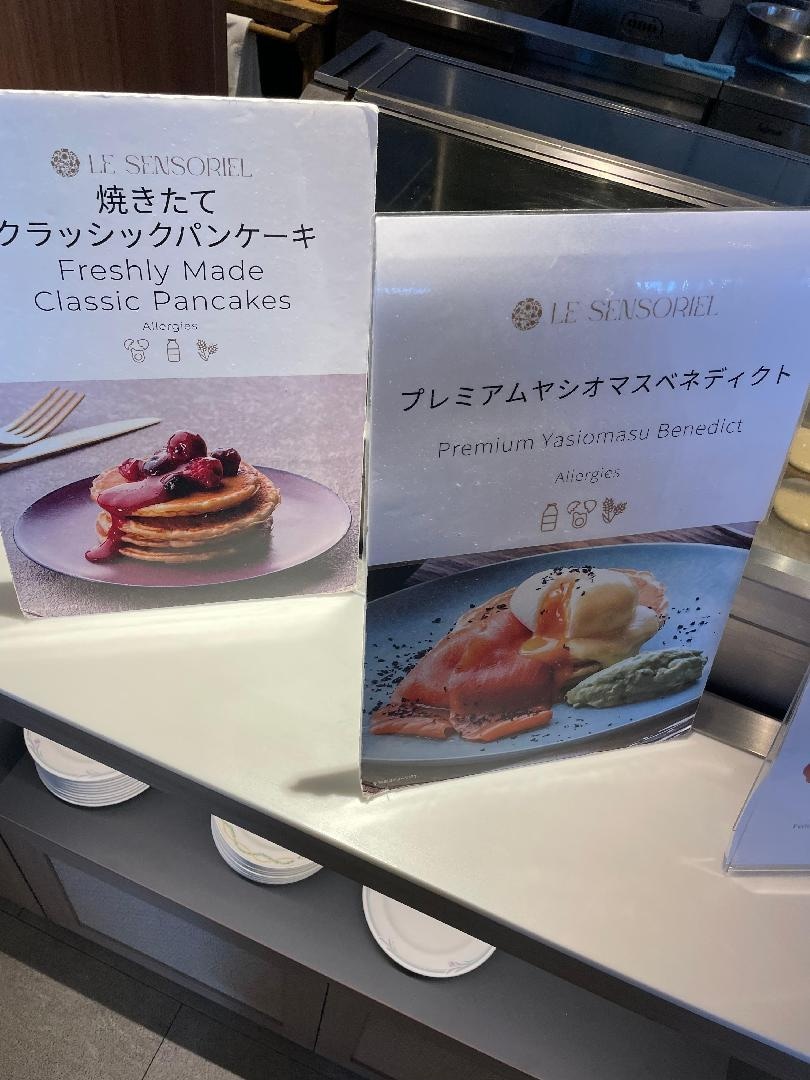 LE SENSORIEL
焼きたて
クラッシックパンケーキ
Freshly Made
Classic Pancakes
Allergies
LE SENSORIEL
プレミアムヤシオマスベネディクト
Premium Yasiomasu Benedict
Allergies